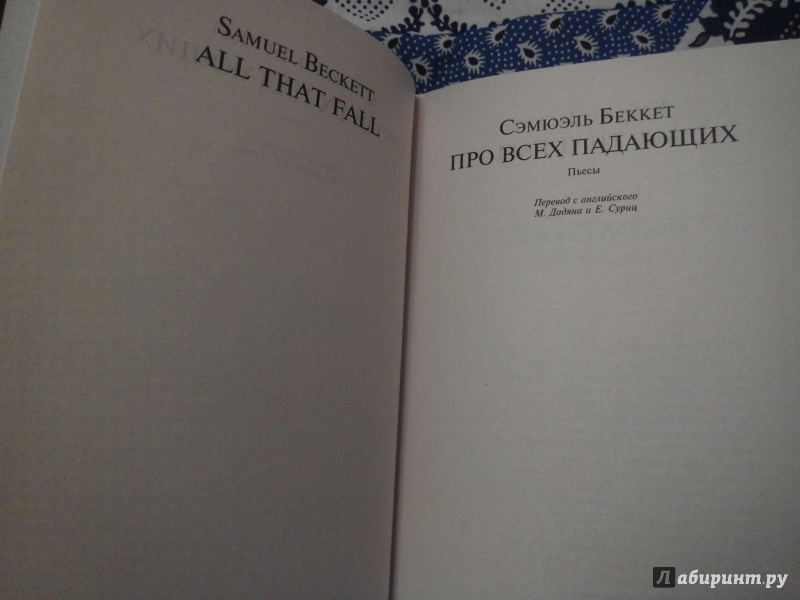 SAMUEL BECKETT
ALL THAT FALL
СЭМЮЭЛЬ БЕККЕТ
ПРО ВСЕХ ПАДАЮЩИХ
Пьесы
Перевод с английского
М. Дадяна и Е. Суриц
Лабиринт.ру